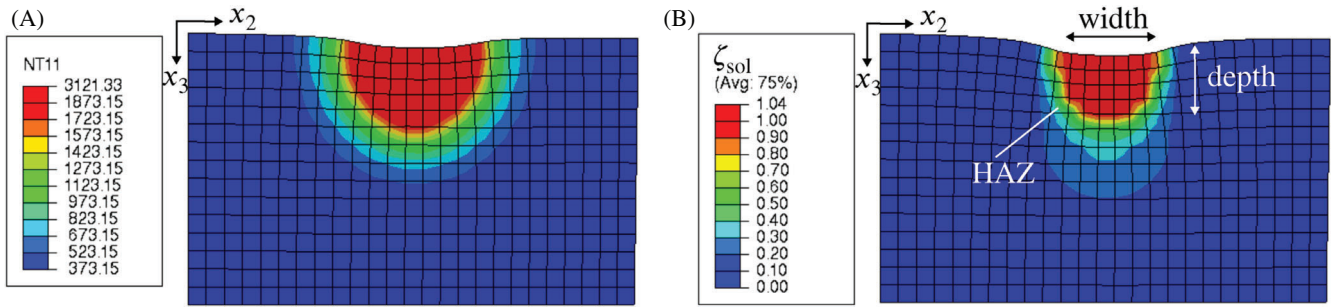 (A)
x2
x3
NT11
3121.33
1873.15
1723.15
1573.15
1423.15
1273.15
1123.15
973.15
823.15
673.15
523.15
373.15
(B)
x2
x3
width
depth
HAZ
ζsol
(Avg: 75%)
1.04
1.00
0.90
0.80
0.70
0.60
0.50
0.40
0.30
0.20
0.10
0.00